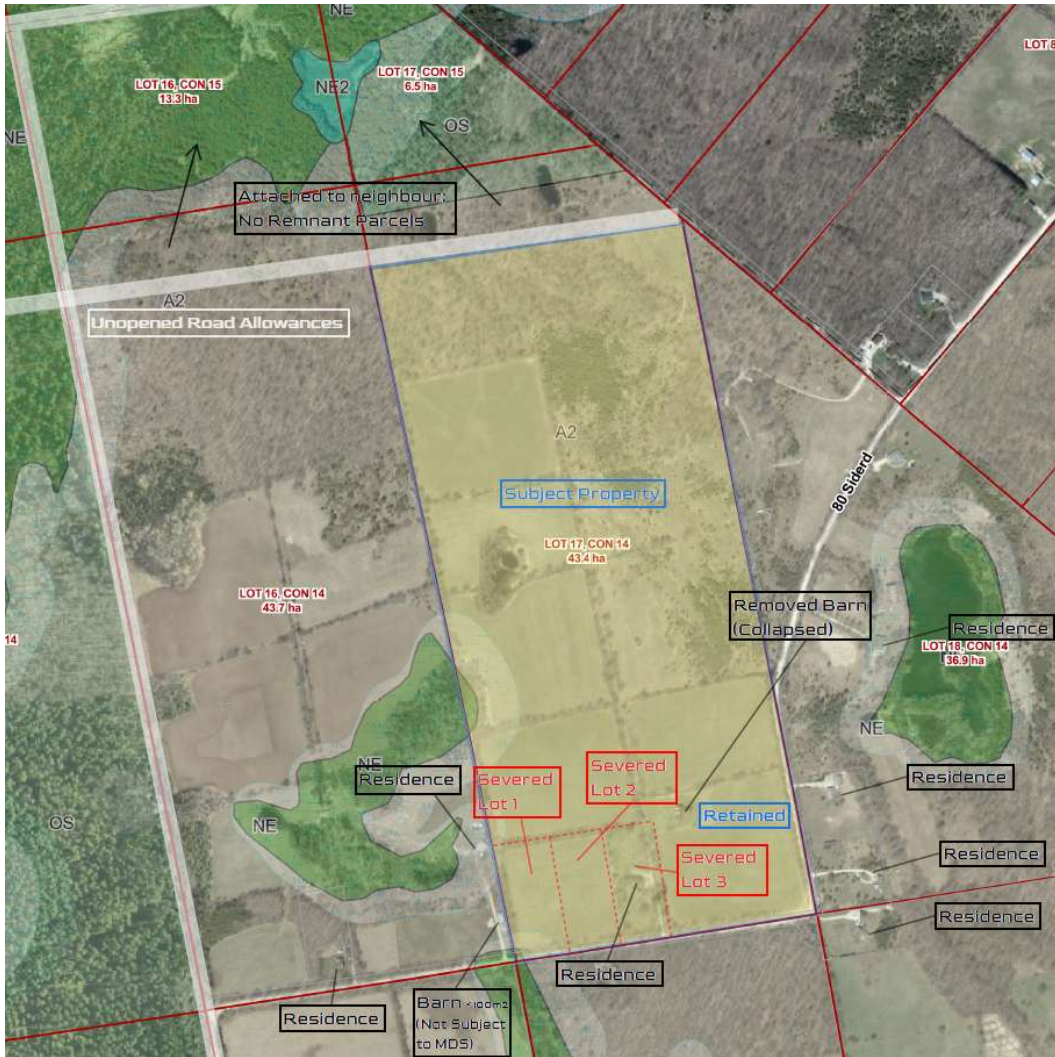 NE
LOT 8
LOT 16, CON 15
13.3 ha
NE2
LOT 17, CON 15
6.5 ha
NE
OS
Attached to neighbour:
No Remnant Parcels
A2
Unopened Road Allowances
A2
80 Siderd
Subject Property
LOT 17, CON 14
43.4 ha
LOT 16, CON 14
43.7 ha
14
Removed Barn
(Collapsed)
Residence
LOT 18, CON 14
36.9 ha
NE
NE
Residence
Severed
Lot 1
Severed
Lot 2
Residence
Retained
OS
NE
Severed
Lot 3
Residence
Residence
Residence
Residence
Barn <100m2
(Not Subject
to MDS)